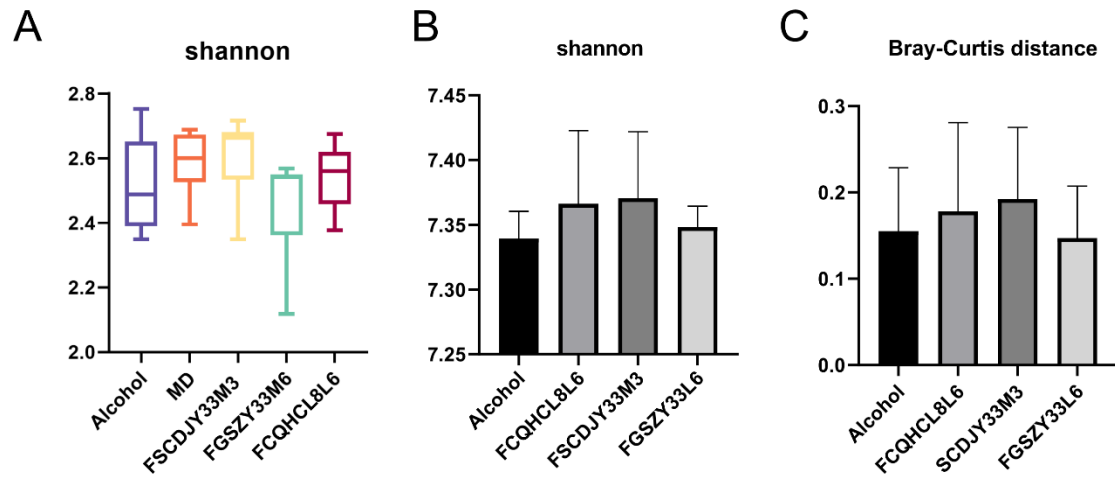 A
shannon
2.8
2.6
2.4
2.2
2.0
Alcohol
MD
FSCDJY33M3
FGSZY33M6
FCQHCL8L6
B
shannon
7.45
7.40
7.35
7.30
7.25
Alcohol
FCQHCL8L6
FSCDJY33M3
FGSZY33L6
C
Bray-Curtis distance
0.3
0.2
0.1
0.0
Alcohol
FCQHCL8L6
SCDJY33M3
FGSZY33L6